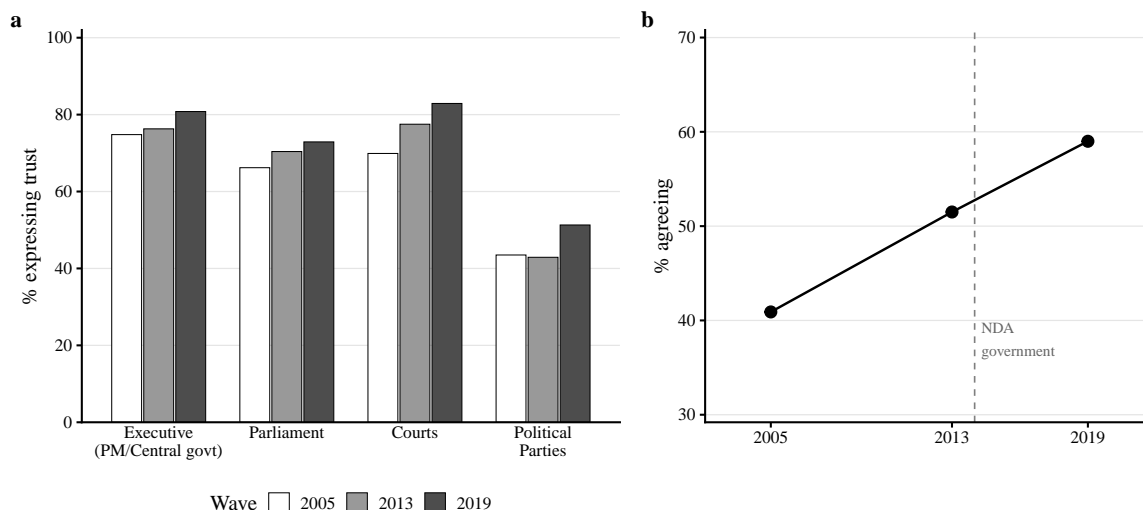 a
% expressing trust
100
80
60
40
20
0
Executive
(PM/Central govt)
Parliament
Courts
Political
Parties
Wave 2005 2013 2019
b
% agreeing
70
60
50
40
30
NDA
government
2005 2013 2019